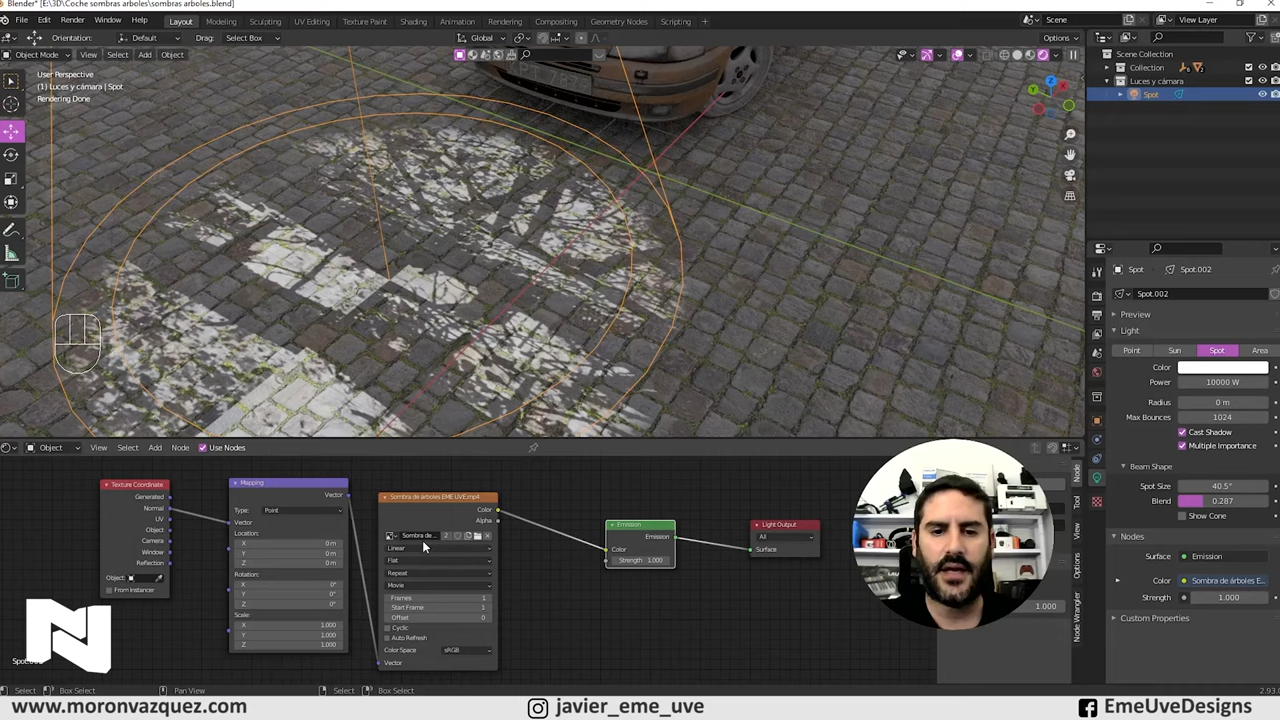 Blender* [E:\3D\Coche sombras arboles\sombras arboles.blend]
File Edit Render Window Help Layout Modeling Sculpting UV Editing Texture Paint Shading Animation Rendering Compositing Geometry Nodes Scripting + Scene View Layer
Orientation: Default Drag: Select Box Global Options
Object Mode View Select Add Object
User Perspective
(1) Luces y cámara | Spot
Rendering Done
Scene Collection
Collection
Luces y cámara
Spot
Spot Spot.002
Spot.002
Preview
Light
Point Sun Spot Area
Color
Power 10000 W
Radius 0 m
Max Bounces 1024
Cast Shadow
Multiple Importance
Beam Shape
Spot Size 40.5°
Blend 0.287
Show Cone
Nodes
Surface Emission
Color Sombra de árboles E...
Strength 1.000
Custom Properties
Object View Select Add Node Use Nodes
Texture Coordinate
Generated
Normal
UV
Object
Camera
Window
Reflection
Object:
From Instancer
Mapping
Vector
Type: Point
Vector
Location:
X 0 m
Y 0 m
Z 0 m
Rotation:
X 0°
Y 0°
Z 0°
Scale:
X 1.000
Y 1.000
Z 1.000
Sombra de arboles EME UVE.mp4
Color
Alpha
Sombra de... 2
Linear
Flat
Repeat
Movie
Frames 1
Start Frame 1
Offset 0
Cyclic
Auto Refresh
Color Space sRGB
Vector
Emission
Emission
Color
Strength 1.000
Light Output
All
Surface
Node
Tool
View
Options
Node Wrangler
1.000
N
Select Box Select Pan View Select Box Select 2.93.0
www.moronvazquez.com javier_eme_uve EmeUveDesigns